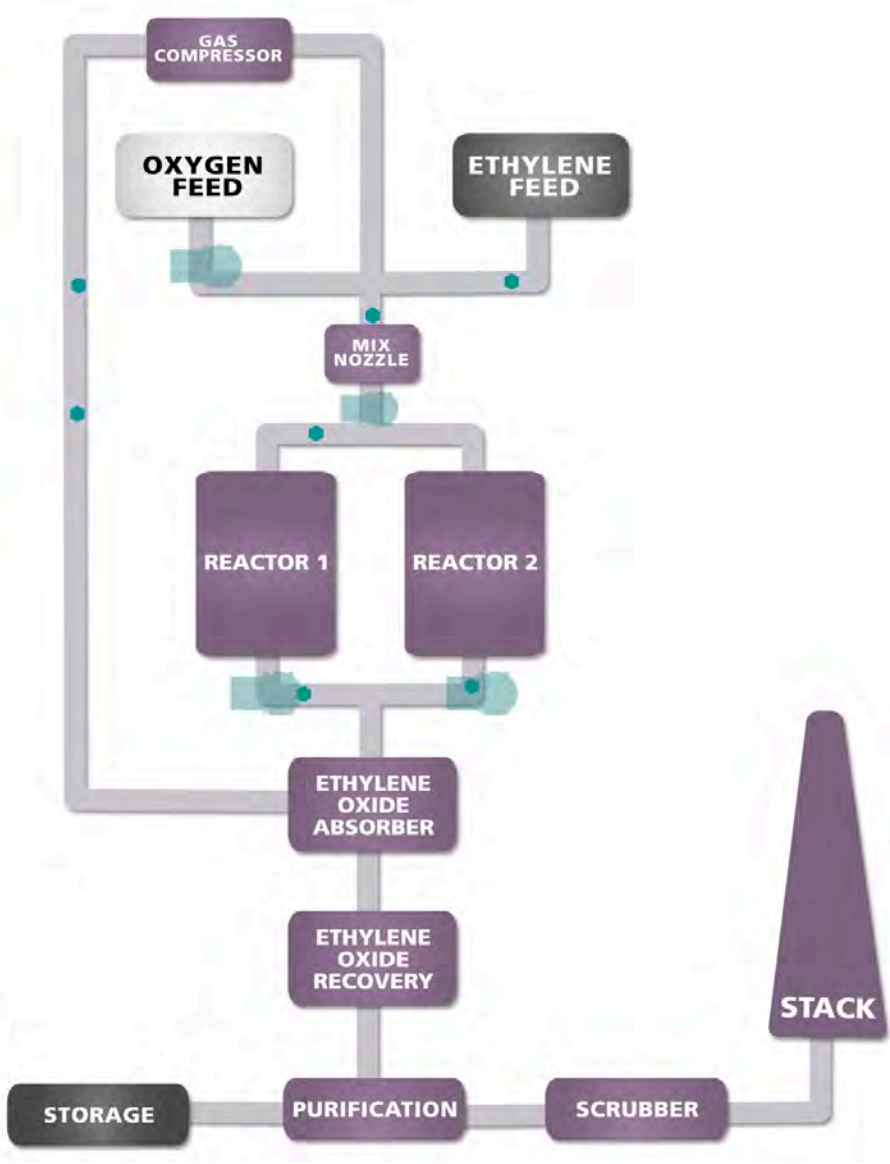 GAS
COMPRESSOR
OXYGEN
FEED
ETHYLENE
FEED
MIX
NOZZLE
REACTOR 1
REACTOR 2
ETHYLENE
OXIDE
ABSORBER
ETHYLENE
OXIDE
RECOVERY
STACK
STORAGE
PURIFICATION
SCRUBBER